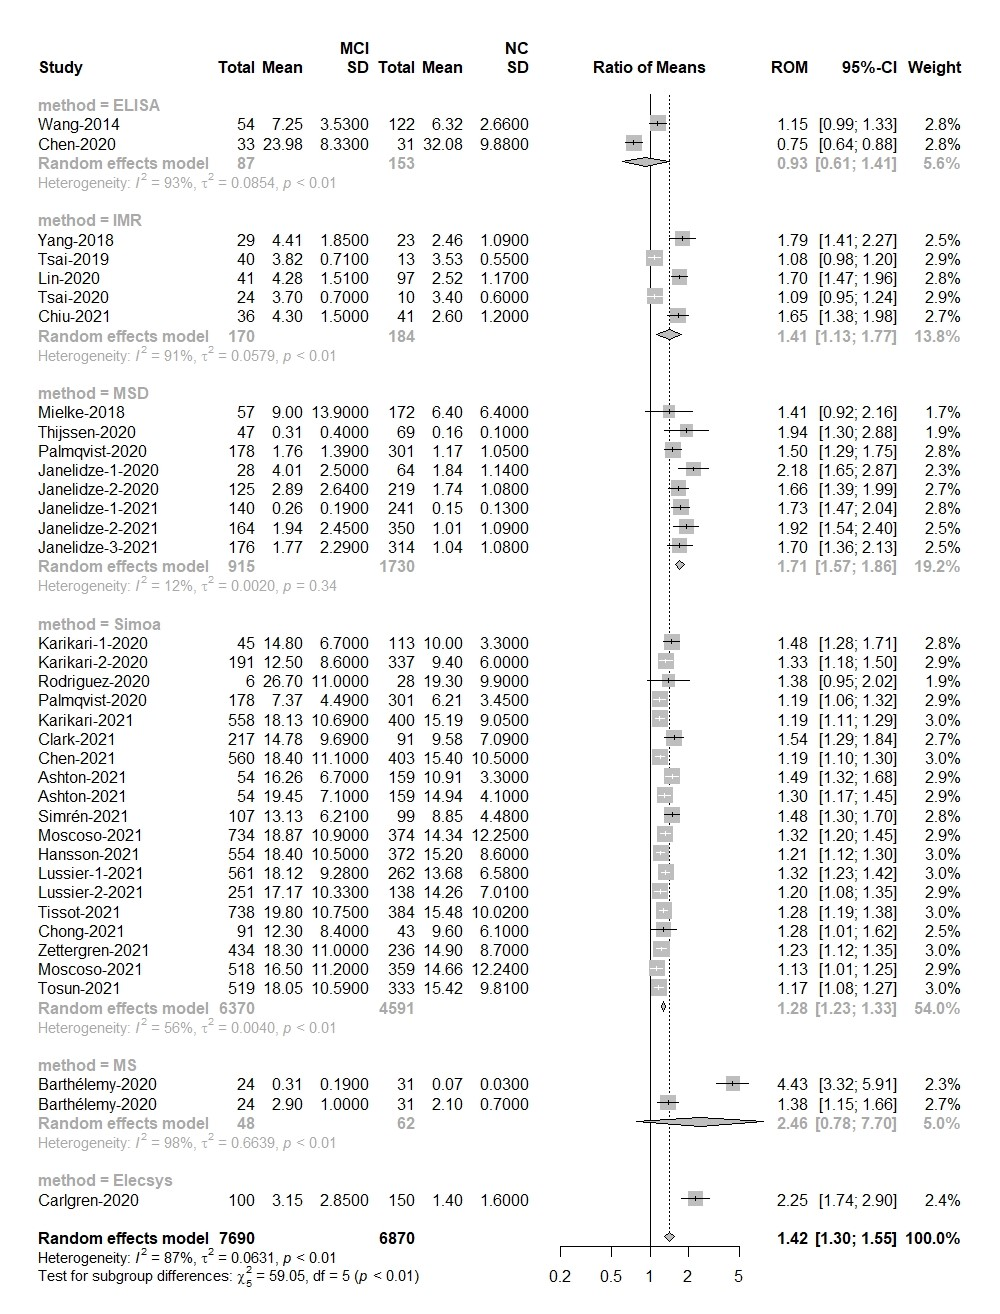 MCI NC
Study Total Mean SD Total Mean SD Ratio of Means ROM 95%-CI Weight
method = ELISA
Wang-2014 54 7.25 3.5300 122 6.32 2.6600 1.15 [0.99; 1.33] 2.8%
Chen-2020 33 23.98 8.3300 31 32.08 9.8800 0.75 [0.64; 0.88] 2.8%
Random effects model 87 153 0.93 [0.61; 1.41] 5.6%
Heterogeneity: I² = 93%, τ² = 0.0854, p < 0.01
method = IMR
Yang-2018 29 4.41 1.8500 23 2.46 1.0900 1.79 [1.41; 2.27] 2.5%
Tsai-2019 40 3.82 0.7100 13 3.53 0.5500 1.08 [0.98; 1.20] 2.9%
Lin-2020 41 4.28 1.5100 97 2.52 1.1700 1.70 [1.47; 1.96] 2.8%
Tsai-2020 24 3.70 0.7000 10 3.40 0.6000 1.09 [0.95; 1.24] 2.9%
Chiu-2021 36 4.30 1.5000 41 2.60 1.2000 1.65 [1.38; 1.98] 2.7%
Random effects model 170 184 1.41 [1.13; 1.77] 13.8%
Heterogeneity: I² = 91%, τ² = 0.0579, p < 0.01
method = MSD
Mielke-2018 57 9.00 13.9000 172 6.40 6.4000 1.41 [0.92; 2.16] 1.7%
Thijssen-2020 47 0.31 0.4000 69 0.16 0.1000 1.94 [1.30; 2.88] 1.9%
Palmqvist-2020 178 1.76 1.3900 301 1.17 1.0500 1.50 [1.29; 1.75] 2.8%
Janelidze-1-2020 28 4.01 2.5000 64 1.84 1.1400 2.18 [1.65; 2.87] 2.3%
Janelidze-2-2020 125 2.89 2.6400 219 1.74 1.0800 1.66 [1.39; 1.99] 2.7%
Janelidze-1-2021 140 0.26 0.1900 241 0.15 0.1300 1.73 [1.47; 2.04] 2.8%
Janelidze-2-2021 164 1.94 2.4500 350 1.01 1.0900 1.92 [1.54; 2.40] 2.5%
Janelidze-3-2021 176 1.77 2.2900 314 1.04 1.0800 1.70 [1.36; 2.13] 2.5%
Random effects model 915 1730 1.71 [1.57; 1.86] 19.2%
Heterogeneity: I² = 12%, τ² = 0.0020, p = 0.34
method = Simoa
Karikari-1-2020 45 14.80 6.7000 113 10.00 3.3000 1.48 [1.28; 1.71] 2.8%
Karikari-2-2020 191 12.50 8.6000 337 9.40 6.0000 1.33 [1.18; 1.50] 2.9%
Rodriguez-2020 6 26.70 11.0000 28 19.30 9.9000 1.38 [0.95; 2.02] 1.9%
Palmqvist-2020 178 7.37 4.4900 301 6.21 3.4500 1.19 [1.06; 1.32] 2.9%
Karikari-2021 558 18.13 10.6900 400 15.19 9.0500 1.19 [1.11; 1.29] 3.0%
Clark-2021 217 14.78 9.6900 91 9.58 7.0900 1.54 [1.29; 1.84] 2.7%
Chen-2021 560 18.40 11.1000 403 15.40 10.5000 1.19 [1.10; 1.30] 3.0%
Ashton-2021 54 16.26 6.7000 159 10.91 3.3000 1.49 [1.32; 1.68] 2.9%
Ashton-2021 54 19.45 7.1000 159 14.94 4.1000 1.30 [1.17; 1.45] 2.9%
Simrén-2021 107 13.13 6.2100 99 8.85 4.4800 1.48 [1.30; 1.70] 2.8%
Moscoso-2021 734 18.87 10.9000 374 14.34 12.2500 1.32 [1.20; 1.45] 2.9%
Hansson-2021 554 18.40 10.5000 372 15.20 8.6000 1.21 [1.12; 1.30] 3.0%
Lussier-1-2021 561 18.12 9.2800 262 13.68 6.5800 1.32 [1.23; 1.42] 3.0%
Lussier-2-2021 251 17.17 10.3300 138 14.26 7.0100 1.20 [1.08; 1.35] 2.9%
Tissot-2021 738 19.80 10.7500 384 15.48 10.0200 1.28 [1.19; 1.38] 3.0%
Chong-2021 91 12.30 8.4000 43 9.60 6.1000 1.28 [1.01; 1.62] 2.5%
Zettergren-2021 434 18.30 11.0000 236 14.90 8.7000 1.23 [1.12; 1.35] 3.0%
Moscoso-2021 518 16.50 11.2000 359 14.66 12.2400 1.13 [1.01; 1.25] 2.9%
Tosun-2021 519 18.05 10.5900 333 15.42 9.8100 1.17 [1.08; 1.27] 3.0%
Random effects model 6370 4591 1.28 [1.23; 1.33] 54.0%
Heterogeneity: I² = 56%, τ² = 0.0040, p < 0.01
method = MS
Barthélemy-2020 24 0.31 0.1900 31 0.07 0.0300 4.43 [3.32; 5.91] 2.3%
Barthélemy-2020 24 2.90 1.0000 31 2.10 0.7000 1.38 [1.15; 1.66] 2.7%
Random effects model 48 62 2.46 [0.78; 7.70] 5.0%
Heterogeneity: I² = 98%, τ² = 0.6639, p < 0.01
method = Elecsys
Carlgren-2020 100 3.15 2.8500 150 1.40 1.6000 2.25 [1.74; 2.90] 2.4%
Random effects model 7690 6870 1.42 [1.30; 1.55] 100.0%
Heterogeneity: I² = 87%, τ² = 0.0631, p < 0.01
Test for subgroup differences: χ²₅ = 59.05, df = 5 (p < 0.01)
0.2 0.5 1 2 5